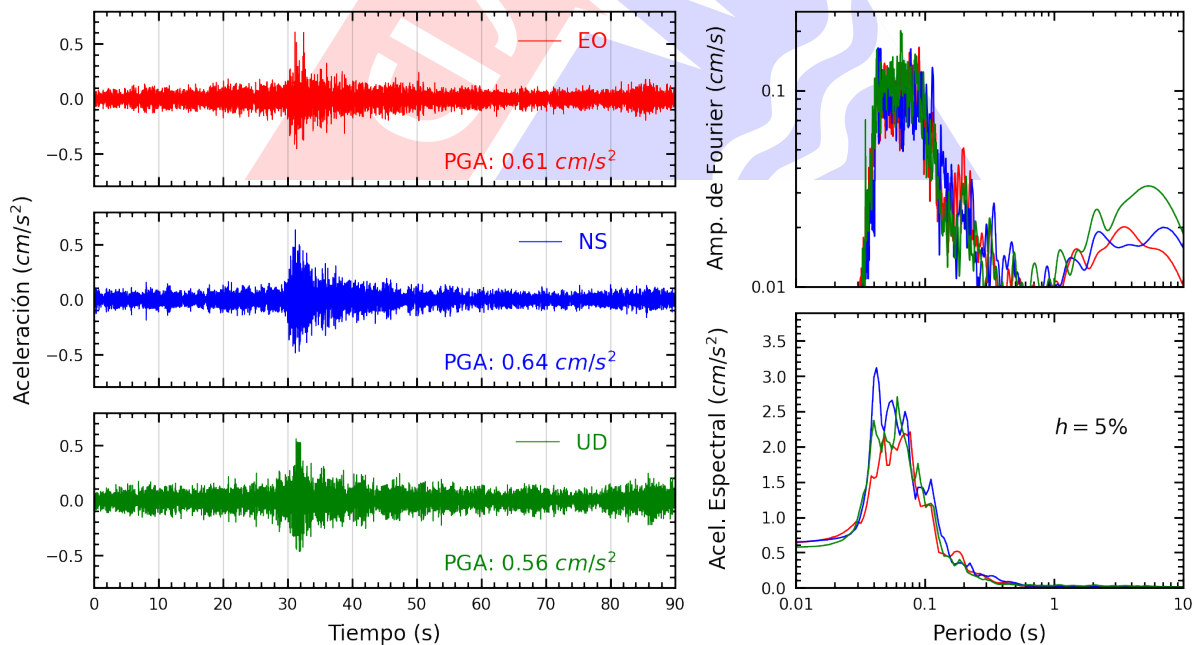 Aceleración (cm/s²)
0.5
0.0
−0.5
EO
PGA: 0.61 cm/s²
0.5
0.0
−0.5
NS
PGA: 0.64 cm/s²
0.5
0.0
−0.5
UD
PGA: 0.56 cm/s²
0 10 20 30 40 50 60 70 80 90
Tiempo (s)
Amp. de Fourier (cm/s)
0.1
0.01
Acel. Espectral (cm/s²)
3.5
3.0
2.5
2.0
1.5
1.0
0.5
0.0
h = 5%
0.01 0.1 1 10
Periodo (s)